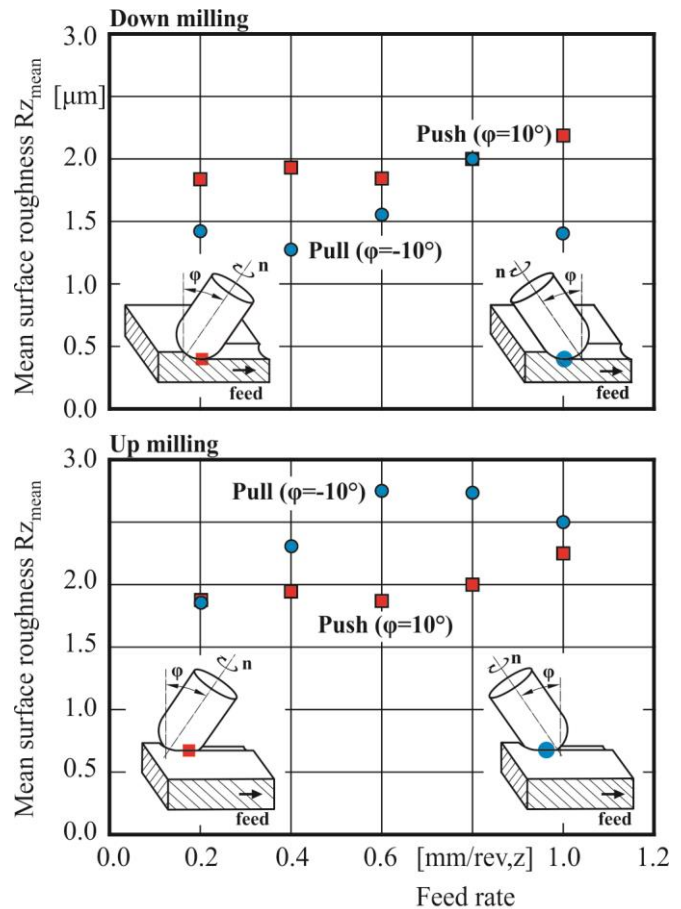 Down milling
Mean surface roughness Rz_mean
[μm]
3.0
2.0
1.5
1.0
0.5
0.0
Push (φ=10°)
Pull (φ=-10°)
φ
n
feed
n
φ
feed
Up milling
Mean surface roughness Rz_mean
3.0
2.0
1.5
1.0
0.5
0.0
Pull (φ=-10°)
Push (φ=10°)
φ
n
feed
n
φ
feed
0.0 0.2 0.4 0.6 [mm/rev,z] 1.0 1.2
Feed rate